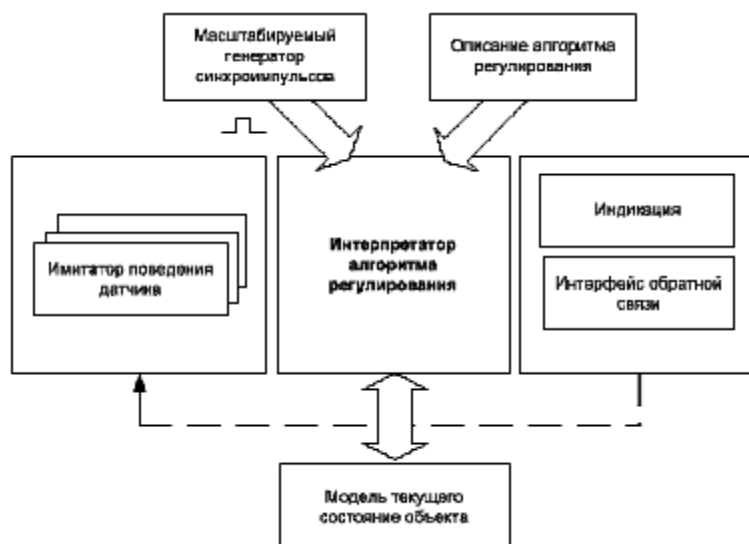 Масштабируемый
генератор
синхроимпульсов
Описание алгоритма
регулирования
Имитатор поведения
датчика
Интерпретатор
алгоритма
регулирования
Индикация
Интерфейс обратной
связи
Модель текущего
состояние объекта